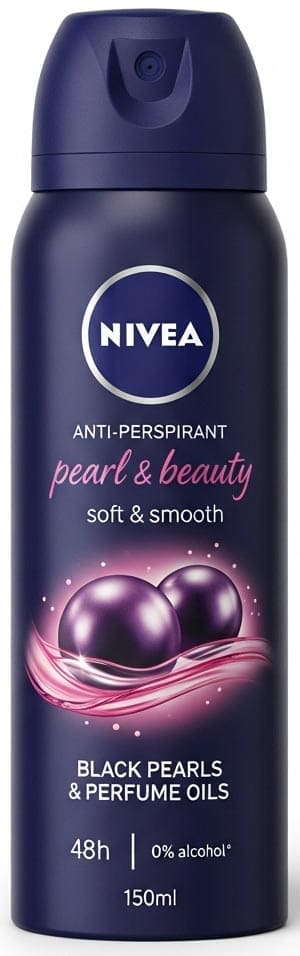 NIVEA
ANTI-PERSPIRANT
pearl & beauty
soft & smooth
BLACK PEARLS
& PERFUME OILS
48h | 0% alcohol°
150ml